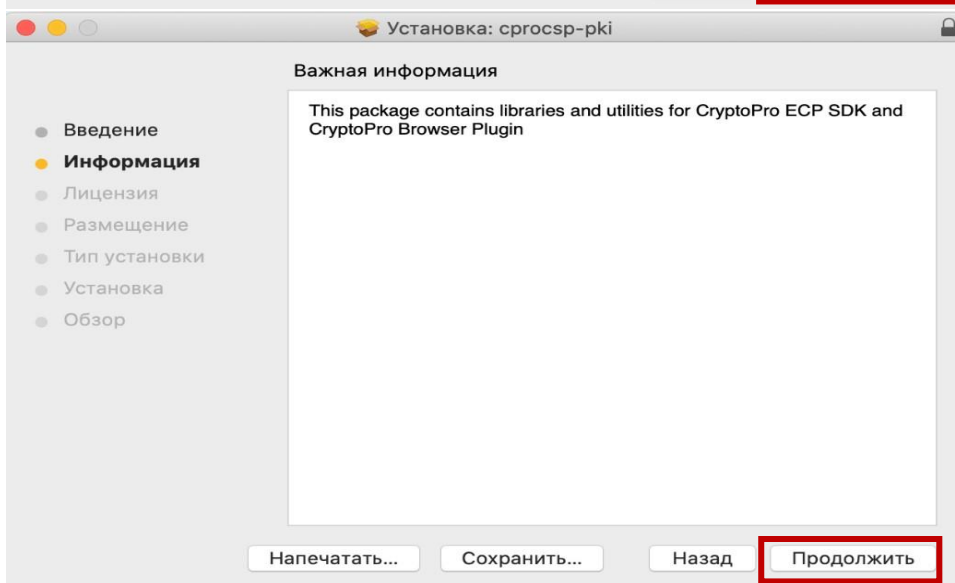 Установка: cprocsp-pki
Важная информация
This package contains libraries and utilities for CryptoPro ECP SDK and
CryptoPro Browser Plugin
Введение
Информация
Лицензия
Размещение
Тип установки
Установка
Обзор
Напечатать... Сохранить... Назад Продолжить